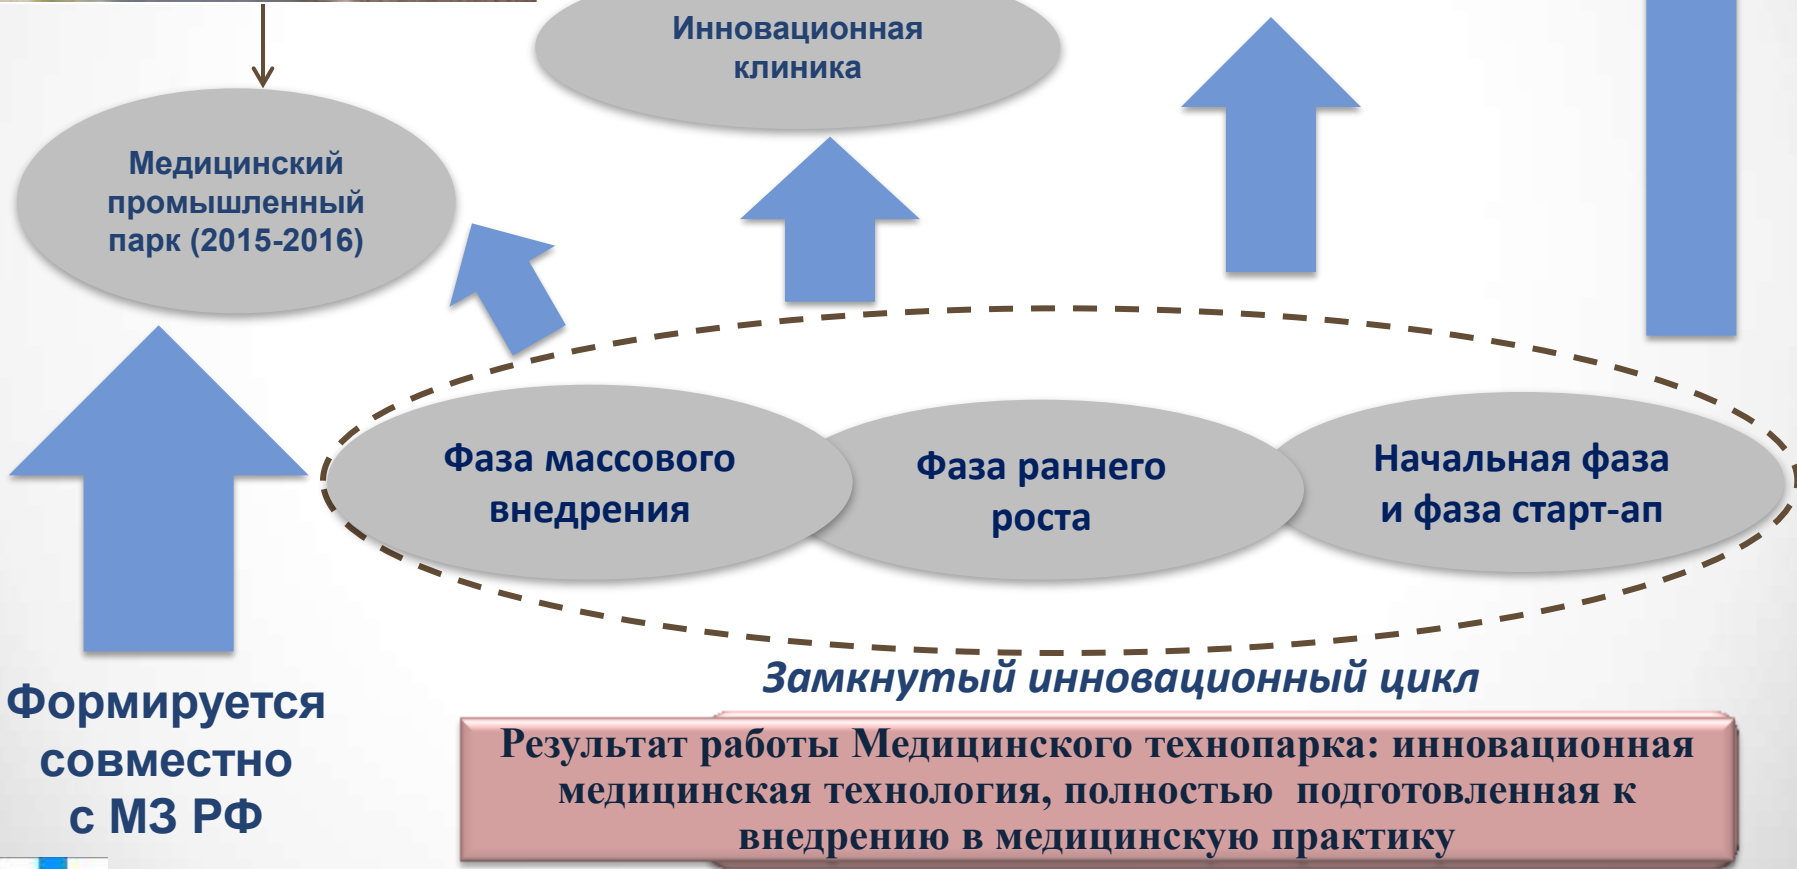 Инновационная
клиника
Медицинский
промышленный
парк (2015-2016)
Фаза массового
внедрения
Фаза раннего
роста
Начальная фаза
и фаза старт-ап
Замкнутый инновационный цикл
Формируется
совместно
с МЗ РФ
Результат работы Медицинского технопарка: инновационная
медицинская технология, полностью подготовленная к
внедрению в медицинскую практику